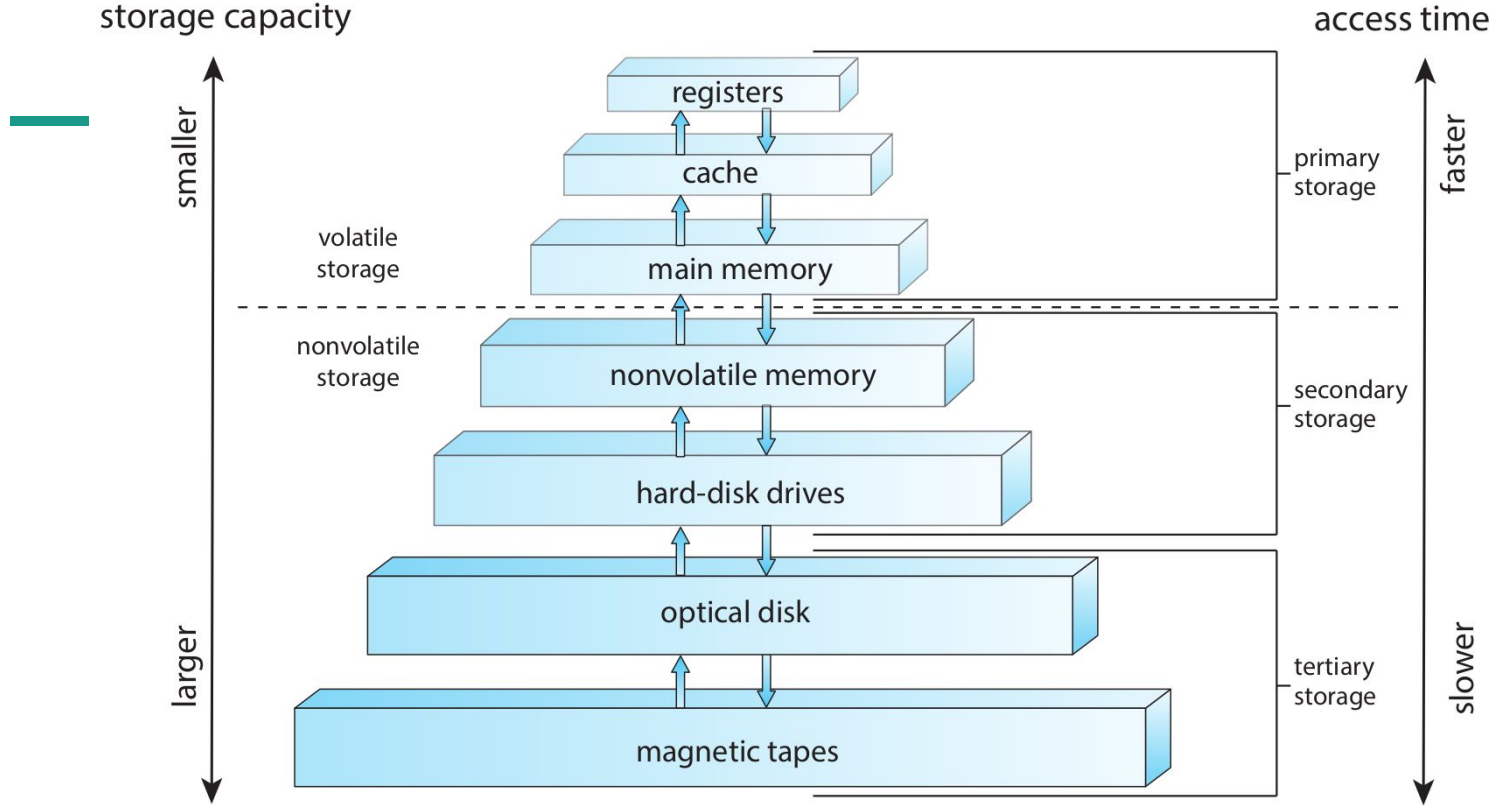 storage capacity
access time
smaller
larger
faster
slower
registers
cache
main memory
nonvolatile memory
hard-disk drives
optical disk
magnetic tapes
volatile
storage
nonvolatile
storage
primary
storage
secondary
storage
tertiary
storage